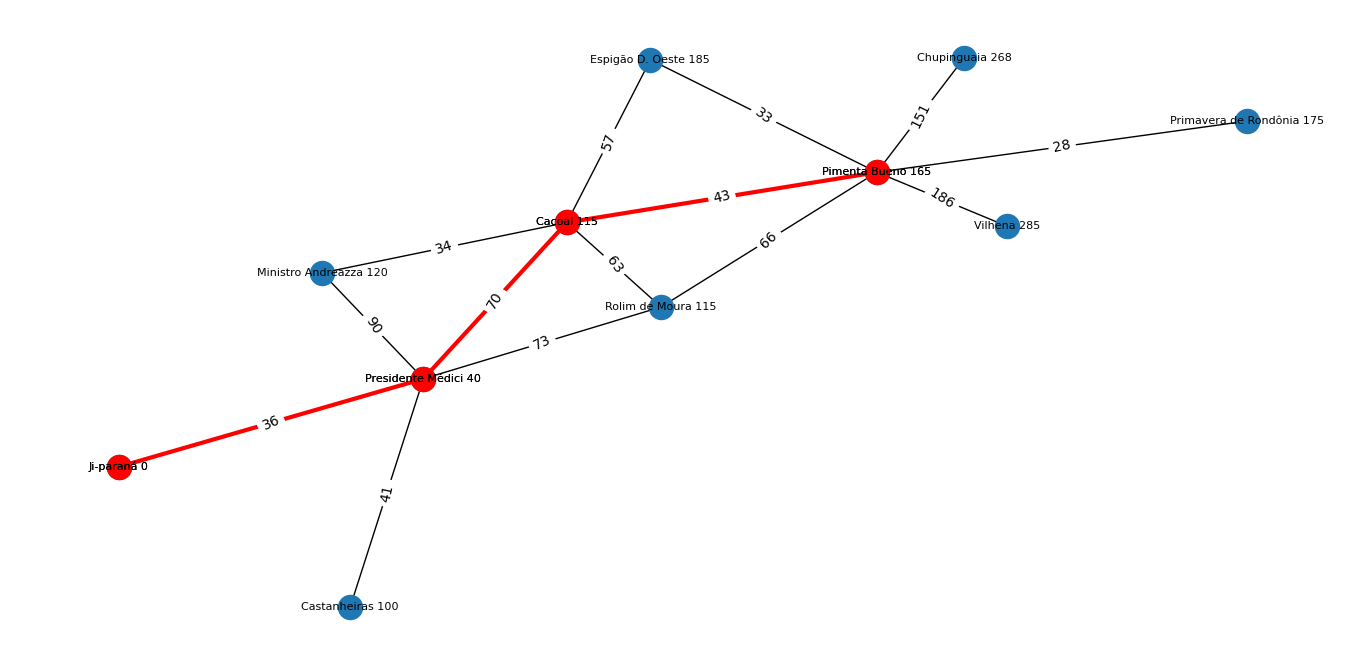 Espigão D. Oeste 185
Chupinguaia 268
151
33
Primavera de Rondônia 175
57
28
Pimenta Bueno 165
43
186
Cacoal 115
Vilhena 285
66
34
63
Ministro Andreazza 120
70
Rolim de Moura 115
90
73
Presidente Médici 40
36
Ji-paraná 0
41
Castanheiras 100